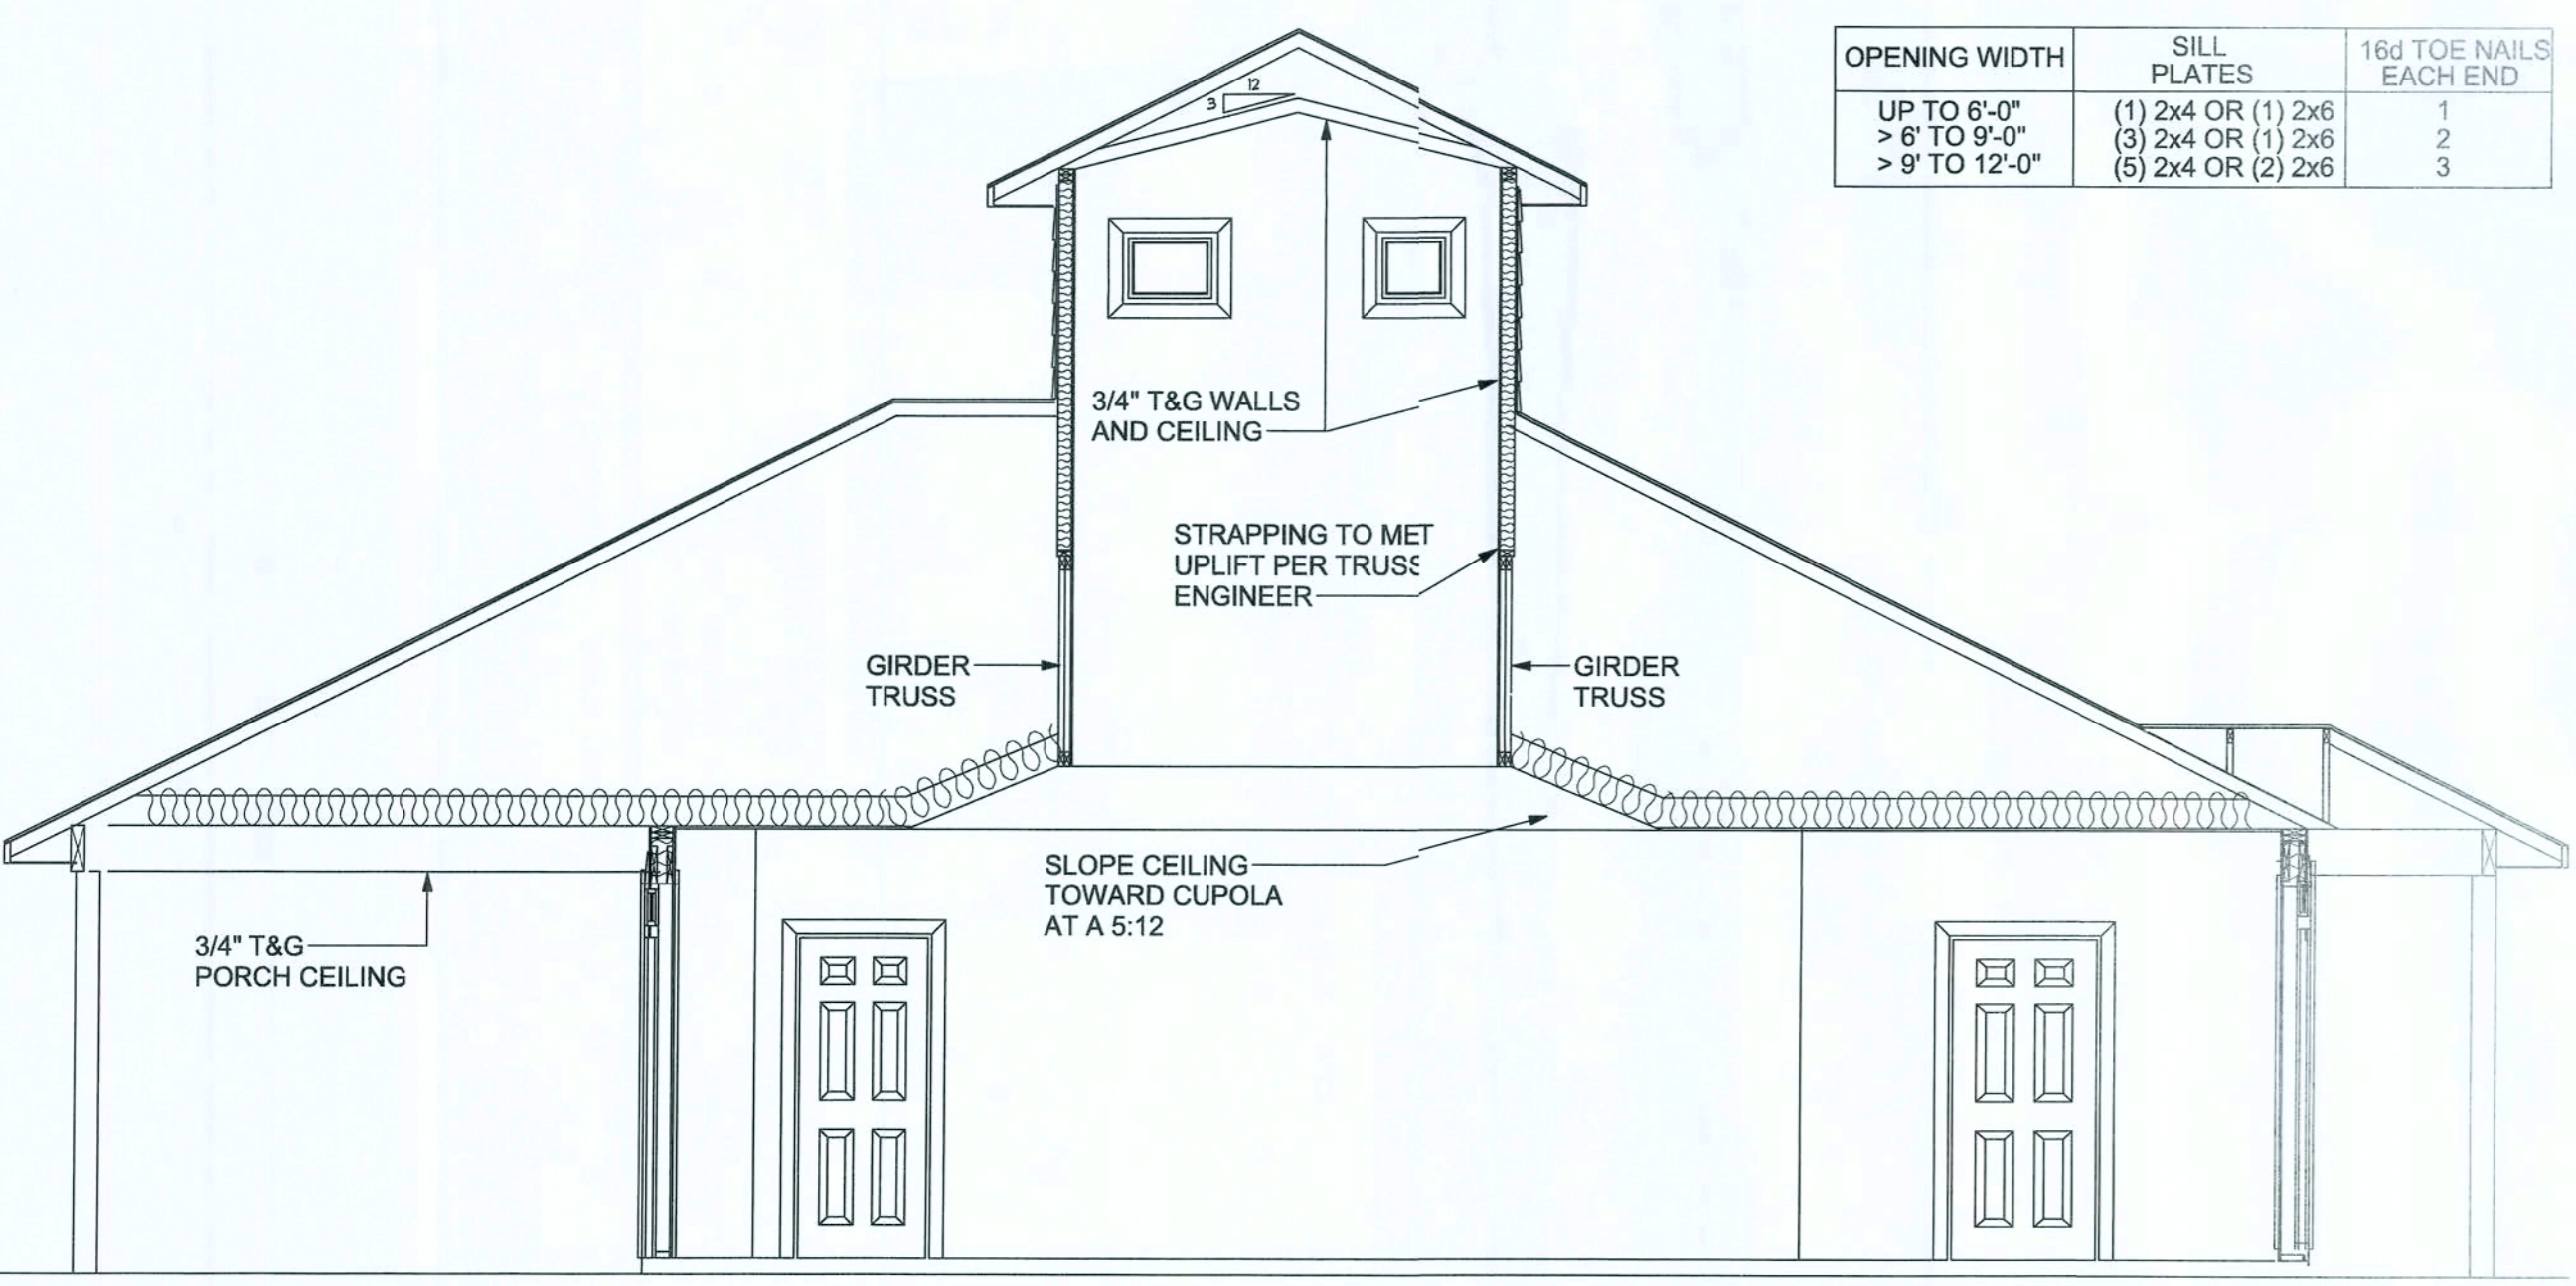 OPENING WIDTH SILL PLATES 16d TOE NAILS EACH END
UP TO 6'-0" (1) 2x4 OR (1) 2x6 1
> 6' TO 9'-0" (3) 2x4 OR (1) 2x6 2
> 9' TO 12'-0" (5) 2x4 OR (2) 2x6 3
12
3
3/4" T&G WALLS
AND CEILING
STRAPPING TO MET
UPLIFT PER TRUSS
ENGINEER
GIRDER
TRUSS
GIRDER
TRUSS
SLOPE CEILING
TOWARD CUPOLA
AT A 5:12
3/4" T&G
PORCH CEILING